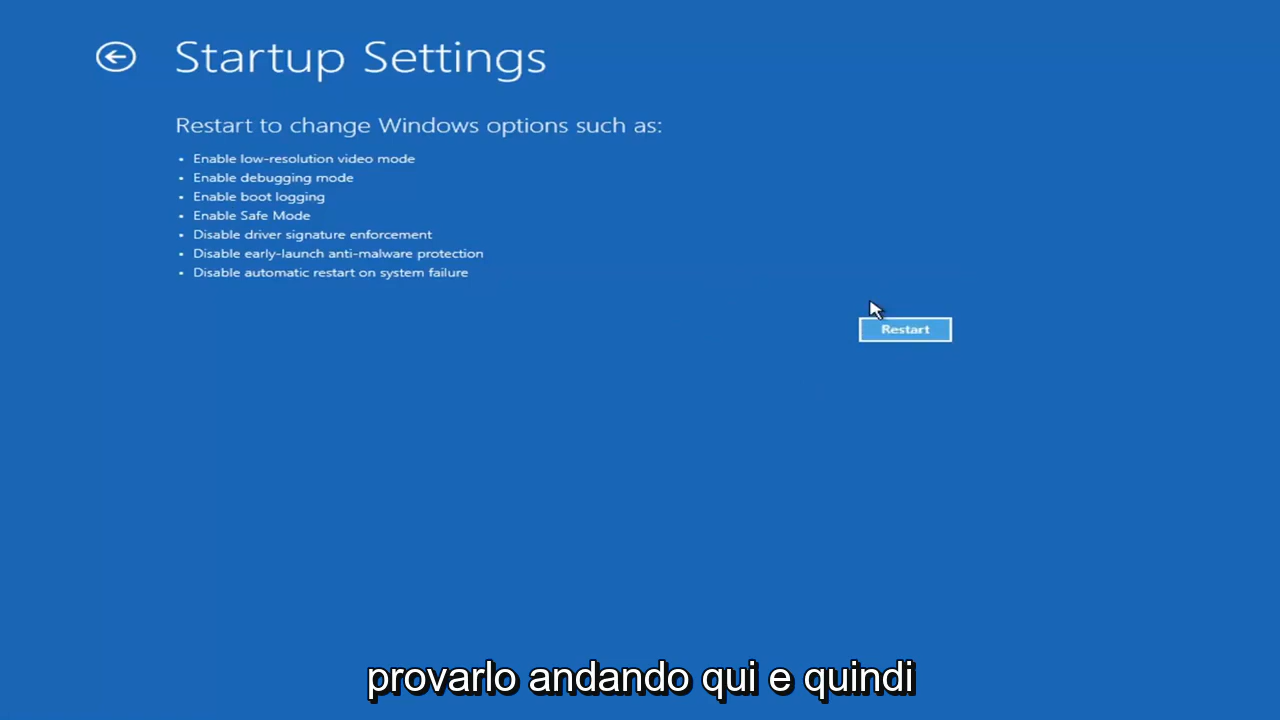 Startup Settings
Restart to change Windows options such as:
• Enable low-resolution video mode
• Enable debugging mode
• Enable boot logging
• Enable Safe Mode
• Disable driver signature enforcement
• Disable early-launch anti-malware protection
• Disable automatic restart on system failure
Restart
provarlo andando qui e quindi